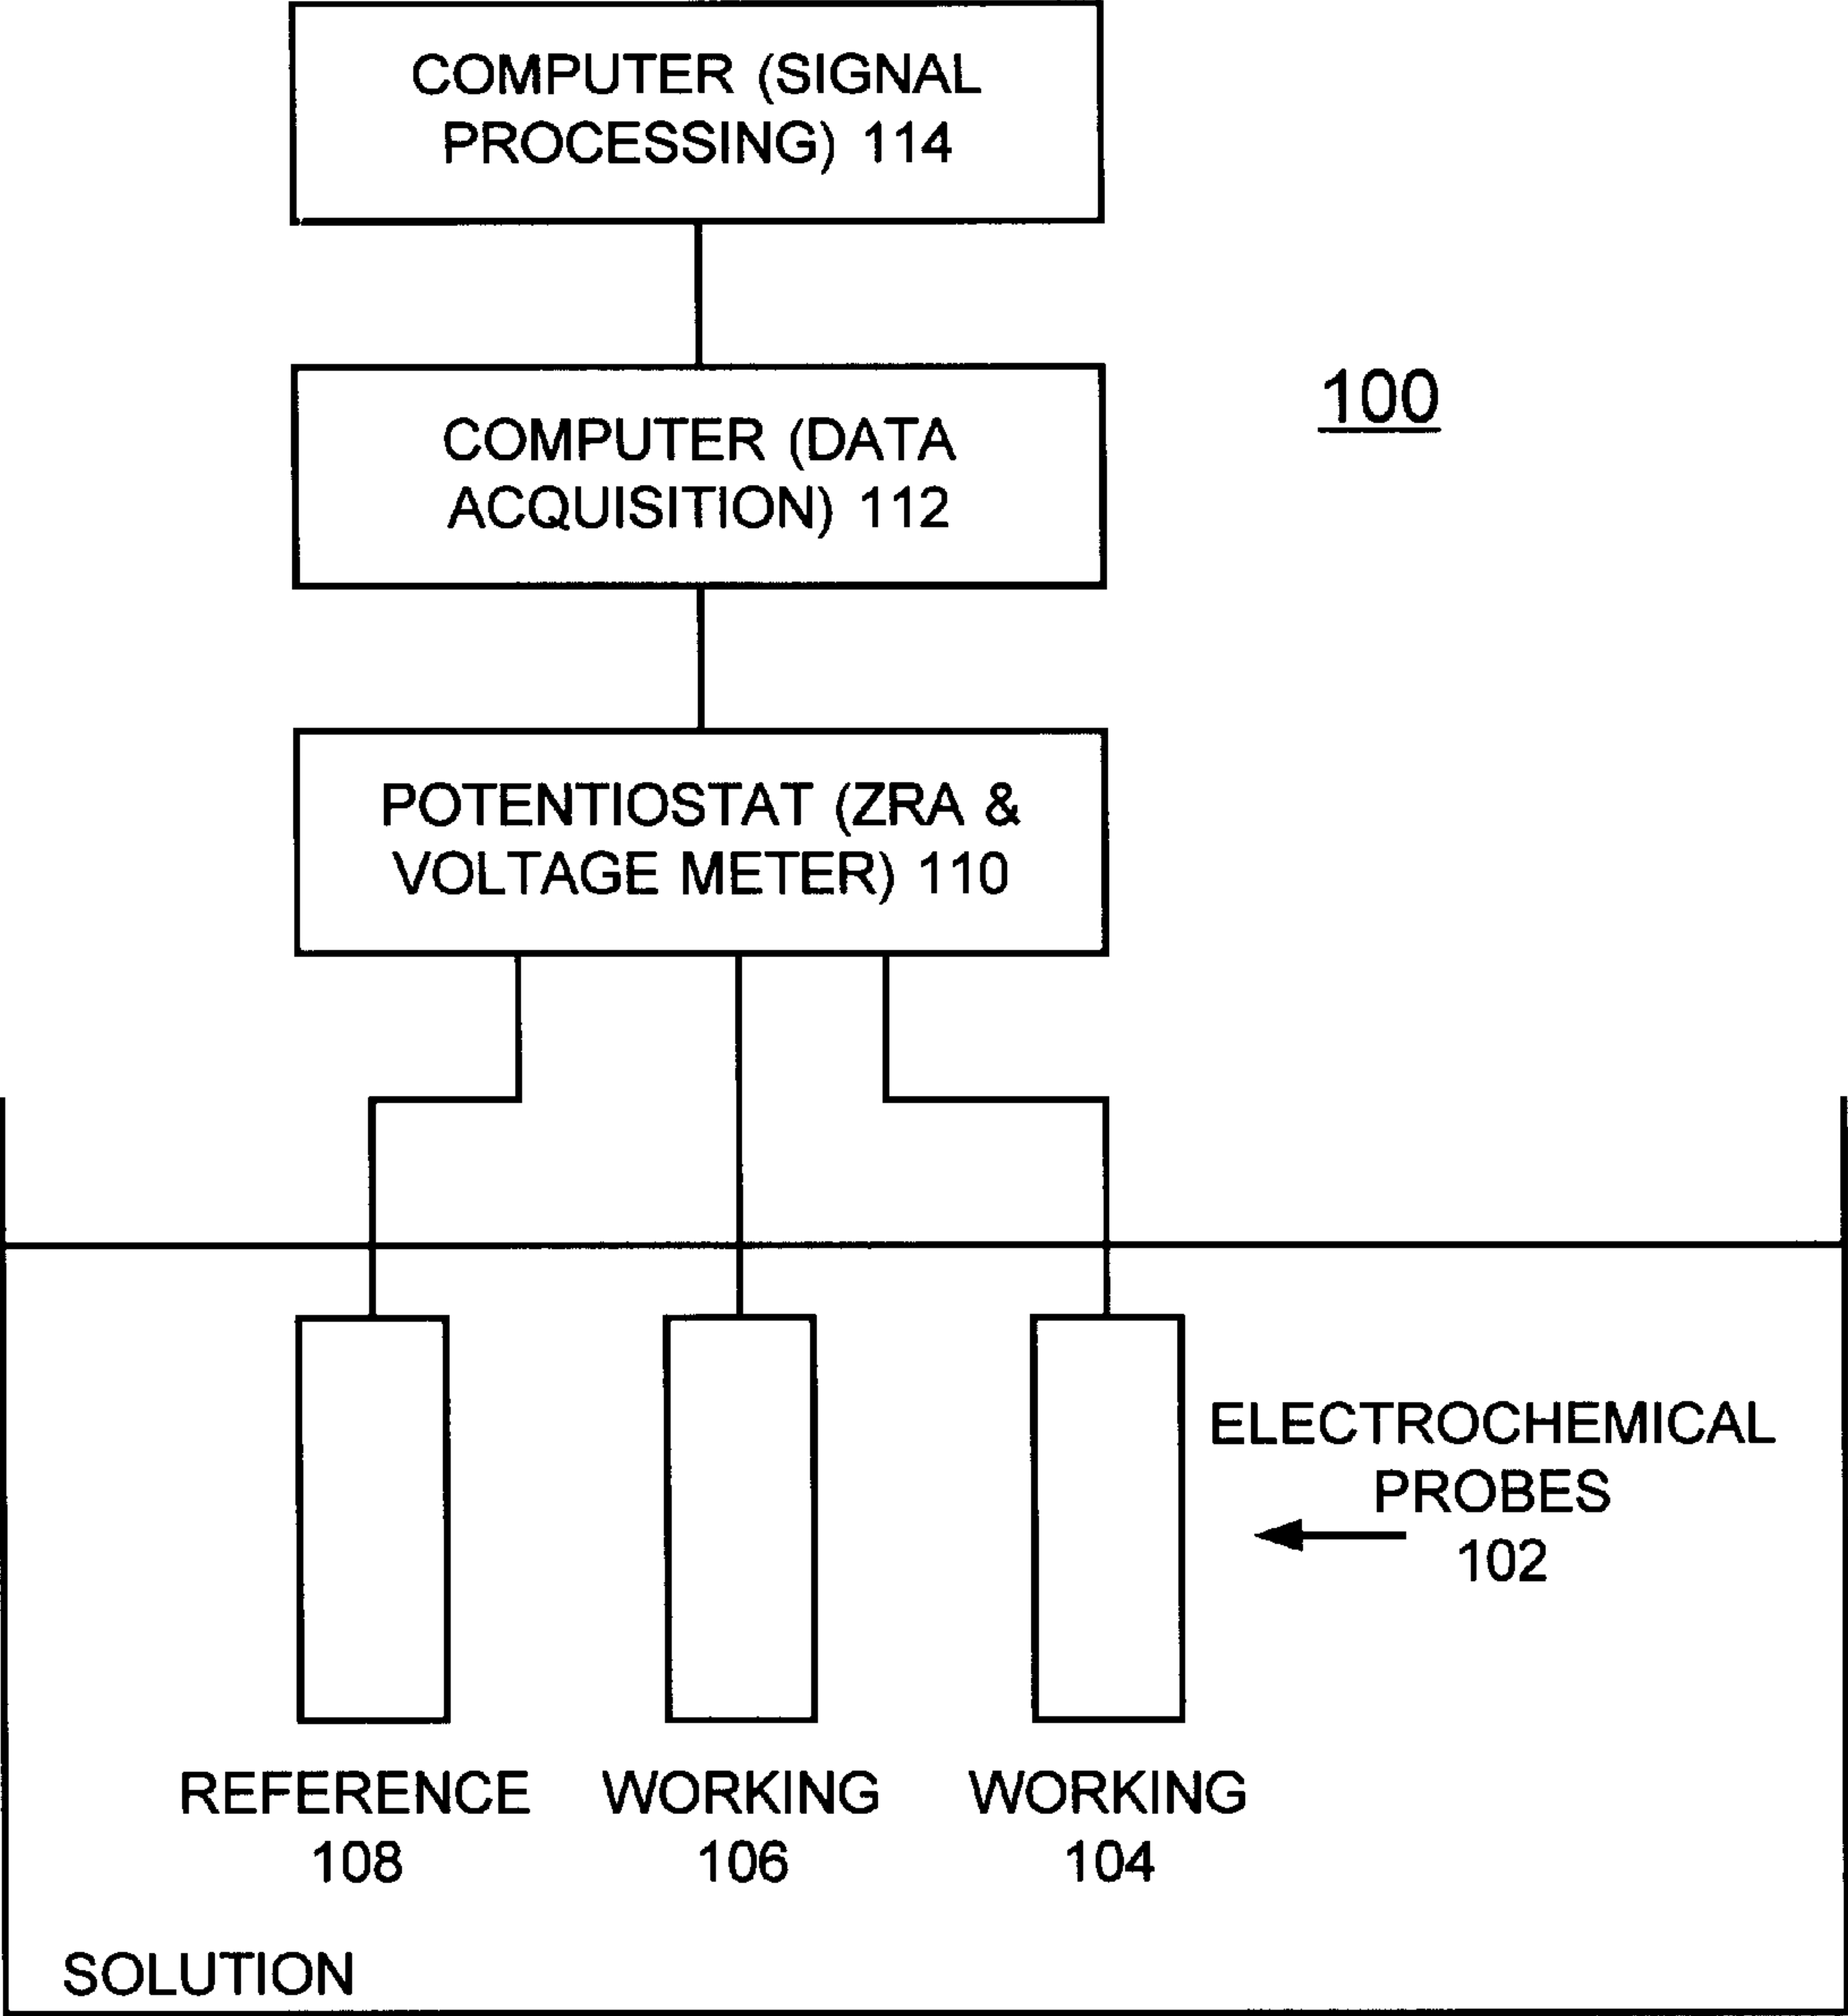 COMPUTER (SIGNAL
PROCESSING) 114
100
COMPUTER (DATA
ACQUISITION) 112
POTENTIOSTAT (ZRA &
VOLTAGE METER) 110
ELECTROCHEMICAL
PROBES
102
REFERENCE
108
WORKING
106
WORKING
104
SOLUTION